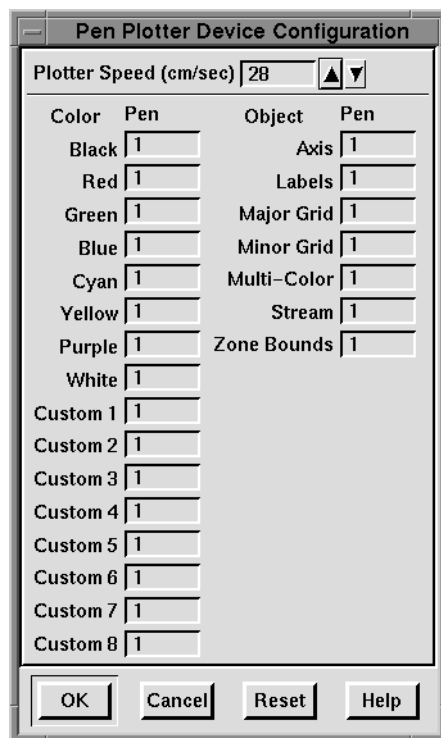 Pen Plotter Device Configuration
Plotter Speed (cm/sec) 28
Color Pen Object Pen
Black 1 Axis 1
Red 1 Labels 1
Green 1 Major Grid 1
Blue 1 Minor Grid 1
Cyan 1 Multi-Color 1
Yellow 1 Stream 1
Purple 1 Zone Bounds 1
White 1
Custom 1 1
Custom 2 1
Custom 3 1
Custom 4 1
Custom 5 1
Custom 6 1
Custom 7 1
Custom 8 1
OK Cancel Reset Help